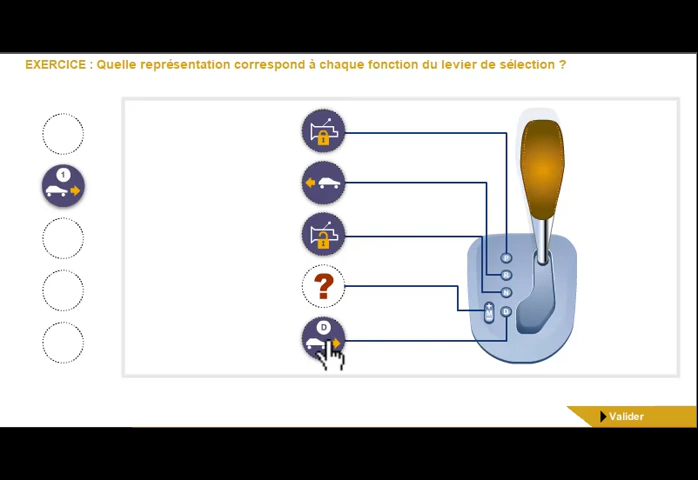 EXERCICE : Quelle représentation correspond à chaque fonction du levier de sélection ?
1
?
D
P
R
N
M
D
Valider